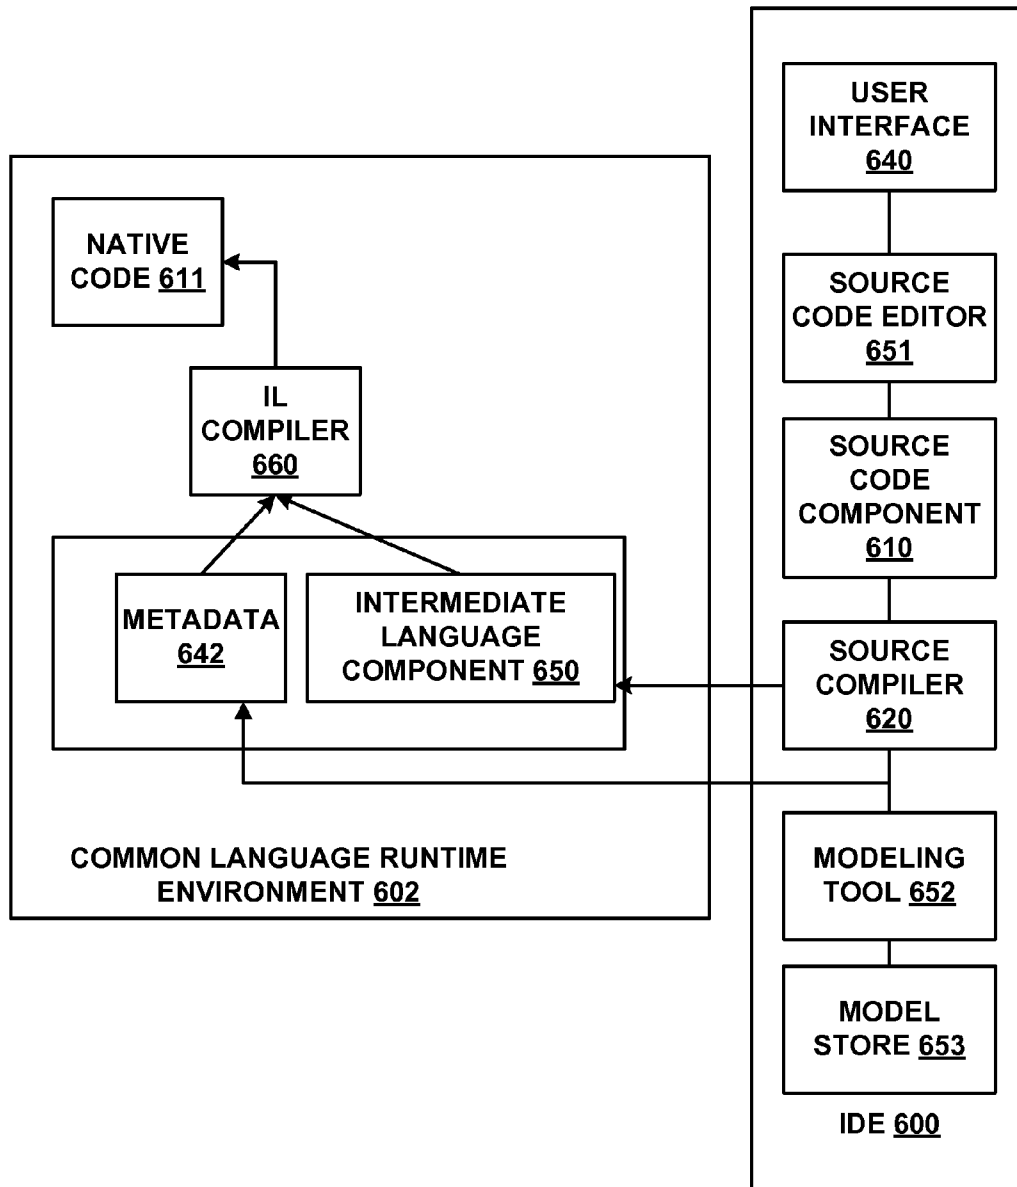 USER
INTERFACE
640
NATIVE
CODE 611
SOURCE
CODE EDITOR
651
IL
COMPILER
660
SOURCE
CODE
COMPONENT
610
METADATA
642
INTERMEDIATE
LANGUAGE
COMPONENT 650
SOURCE
COMPILER
620
COMMON LANGUAGE RUNTIME
ENVIRONMENT 602
MODELING
TOOL 652
MODEL
STORE 653
IDE 600